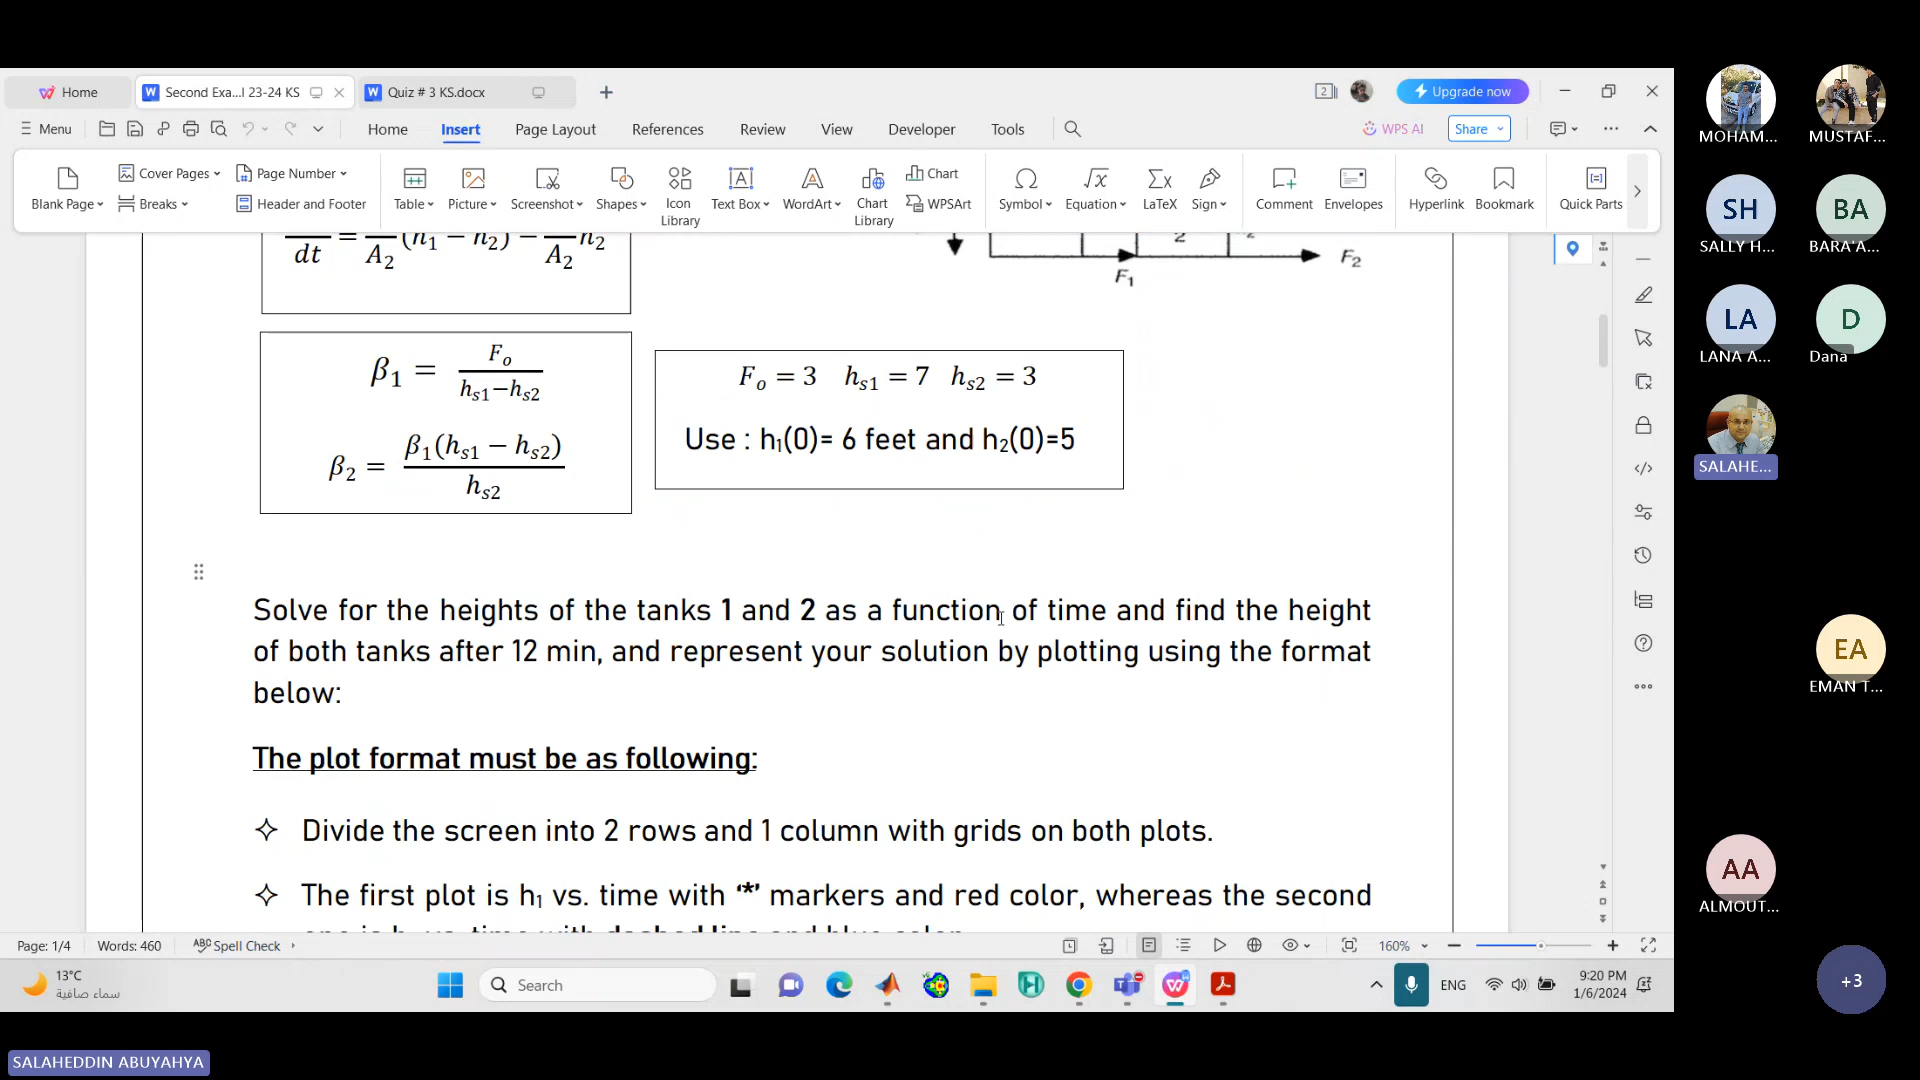 Home
Second Exa...l 23-24 KS
Quiz # 3 KS.docx
2
Upgrade now
Menu
Home Insert Page Layout References Review View Developer Tools
WPS AI
Share
Blank Page
Cover Pages
Breaks
Page Number
Header and Footer
Table
Picture
Screenshot
Shapes
Icon Library
Text Box
WordArt
Chart Library
Chart
WPSArt
Symbol
Equation
LaTeX
Sign
Comment
Envelopes
Hyperlink
Bookmark
Quick Parts
dt = A₂ (h₁ − h₂) − A₂ h₂
2
F₂
F₁
β₁ = F₀ / (hₛ₁−hₛ₂)
β₂ = β₁(hₛ₁ − hₛ₂) / hₛ₂
Fₒ = 3 hₛ₁ = 7 hₛ₂ = 3
Use : h₁(0)= 6 feet and h₂(0)=5
Solve for the heights of the tanks 1 and 2 as a function of time and find the height
of both tanks after 12 min, and represent your solution by plotting using the format
below:
The plot format must be as following:
✧ Divide the screen into 2 rows and 1 column with grids on both plots.
✧ The first plot is h₁ vs. time with ‘*’ markers and red color, whereas the second
Page: 1/4 Words: 460 Spell Check
160%
13°C
سماء صافية
Search
ENG
9:20 PM
1/6/2024
MOHAM...
MUSTAF...
SH
SALLY H...
BA
BARA'A...
LA
LANA A...
D
Dana
SALAHE...
EA
EMAN T...
AA
ALMOUT...
+3
SALAHEDDIN ABUYAHYA